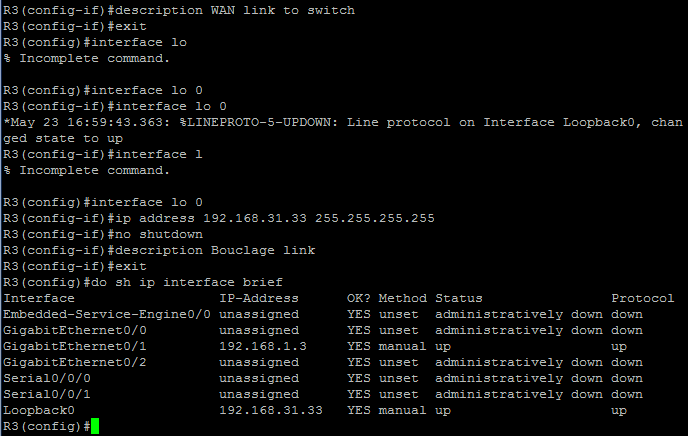 R3(config-if)#description WAN link to switch
R3(config-if)#exit
R3(config)#interface lo
% Incomplete command.
R3(config)#interface lo 0
R3(config-if)#interface lo 0
*May 23 16:59:43.363: %LINEPROTO-5-UPDOWN: Line protocol on Interface Loopback0, chan
ged state to up
R3(config-if)#interface l
% Incomplete command.
R3(config-if)#interface lo 0
R3(config-if)#ip address 192.168.31.33 255.255.255.255
R3(config-if)#no shutdown
R3(config-if)#description Bouclage link
R3(config-if)#exit
R3(config)#do sh ip interface brief
Interface IP-Address OK? Method Status Protocol
Embedded-Service-Engine0/0 unassigned YES unset administratively down down
GigabitEthernet0/0 unassigned YES unset administratively down down
GigabitEthernet0/1 192.168.1.3 YES manual up up
GigabitEthernet0/2 unassigned YES unset administratively down down
Serial0/0/0 unassigned YES unset administratively down down
Serial0/0/1 unassigned YES unset administratively down down
Loopback0 192.168.31.33 YES manual up up
R3(config)#